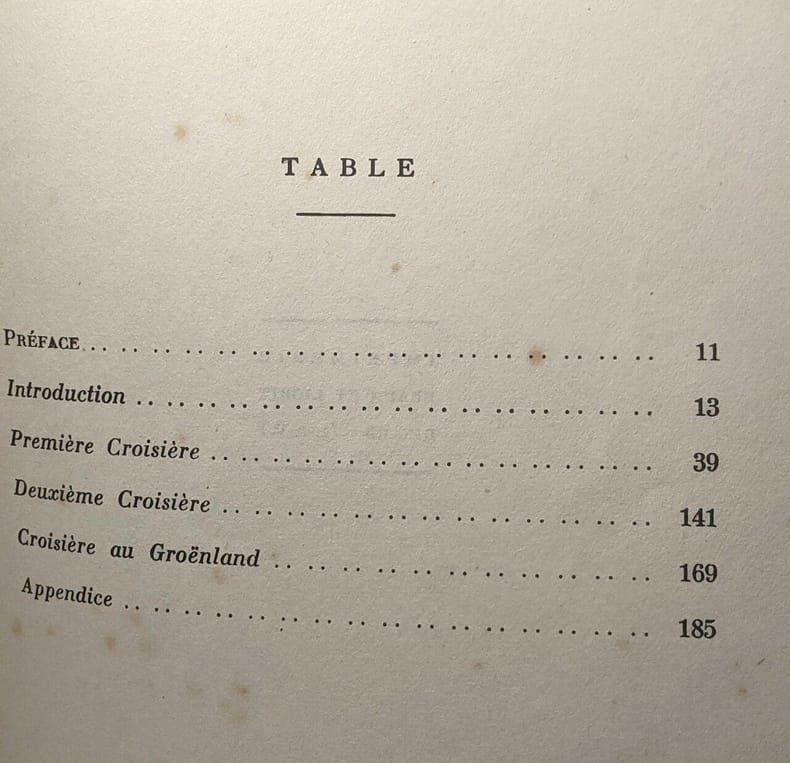 TABLE
PRÉFACE. . . . . . . . . . . . . . . . . . . . . . . . . . . . . . . . . . . 11
Introduction . . . . . . . . . . . . . . . . . . . . . . . . . . . . . . . . 13
Première Croisière . . . . . . . . . . . . . . . . . . . . . . . . . . . . 39
Deuxième Croisière . . . . . . . . . . . . . . . . . . . . . . . . . . . 141
Croisière au Groënland . . . . . . . . . . . . . . . . . . . . . . . . 169
Appendice . . . . . . . . . . . . . . . . . . . . . . . . . . . . . . . . . 185